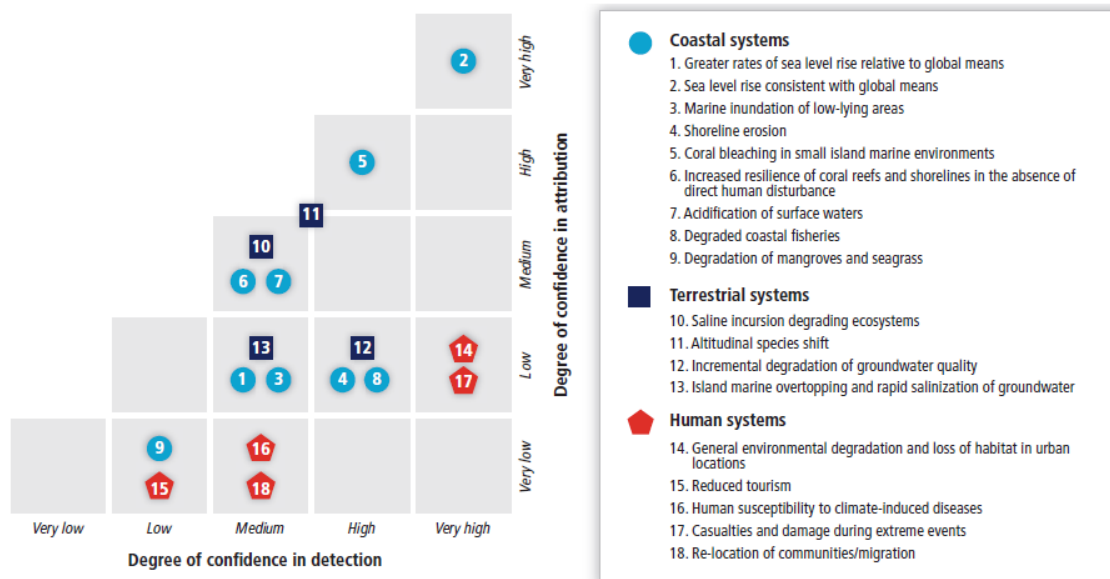 2
Very high
5
High
11
10
6 7
Medium
13 12 14
1 3 4 8 17
Low
9 16
15 18
Very low
Degree of confidence in attribution
Very low Low Medium High Very high
Degree of confidence in detection
Coastal systems
1. Greater rates of sea level rise relative to global means
2. Sea level rise consistent with global means
3. Marine inundation of low-lying areas
4. Shoreline erosion
5. Coral bleaching in small island marine environments
6. Increased resilience of coral reefs and shorelines in the absence of
direct human disturbance
7. Acidification of surface waters
8. Degraded coastal fisheries
9. Degradation of mangroves and seagrass
Terrestrial systems
10. Saline incursion degrading ecosystems
11. Altitudinal species shift
12. Incremental degradation of groundwater quality
13. Island marine overtopping and rapid salinization of groundwater
Human systems
14. General environmental degradation and loss of habitat in urban
locations
15. Reduced tourism
16. Human susceptibility to climate-induced diseases
17. Casualties and damage during extreme events
18. Re-location of communities/migration